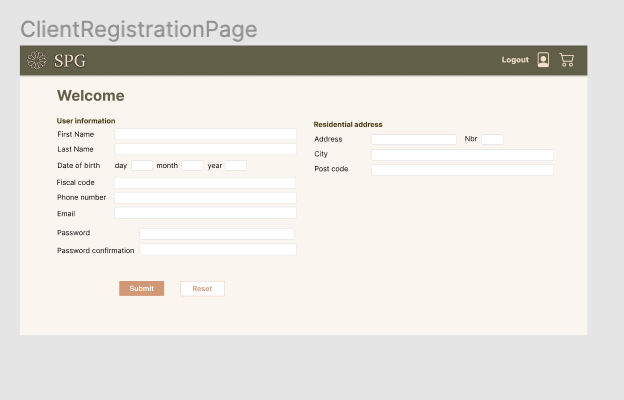 ClientRegistrationPage
SPG
Logout
Welcome
User information
First Name
Last Name
Date of birth day month year
Fiscal code
Phone number
Email
Password
Password confirmation
Residential address
Address Nbr
City
Post code
Submit
Reset